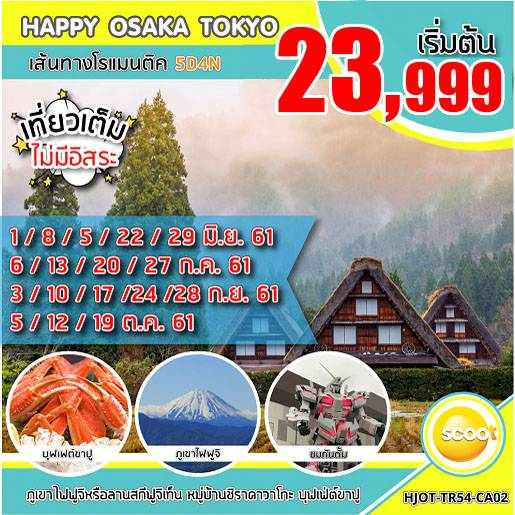 HAPPY OSAKA TOKYO
เส้นทางโรแมนติค 5D4N
เริ่มต้น
23,999
เที่ยวเต็ม
ไม่มีอิสระ
1 / 8 / 5 / 22 / 29 มิ.ย. 61
6 / 13 / 20 / 27 ก.ค. 61
3 / 10 / 17 /24 /28 ก.ย. 61
5 / 12 / 19 ต.ค. 61
บุฟเฟ่ต์ขาปู
ภูเขาไฟฟูจิ
ชมกันดั้ม
scoot
ภูเขาไฟฟูจิหรือลานสกีฟูจิเท็น หมู่บ้านชิราคาวาโกะ บุฟเฟ่ต์ขาปู
HJOT-TR54-CA02